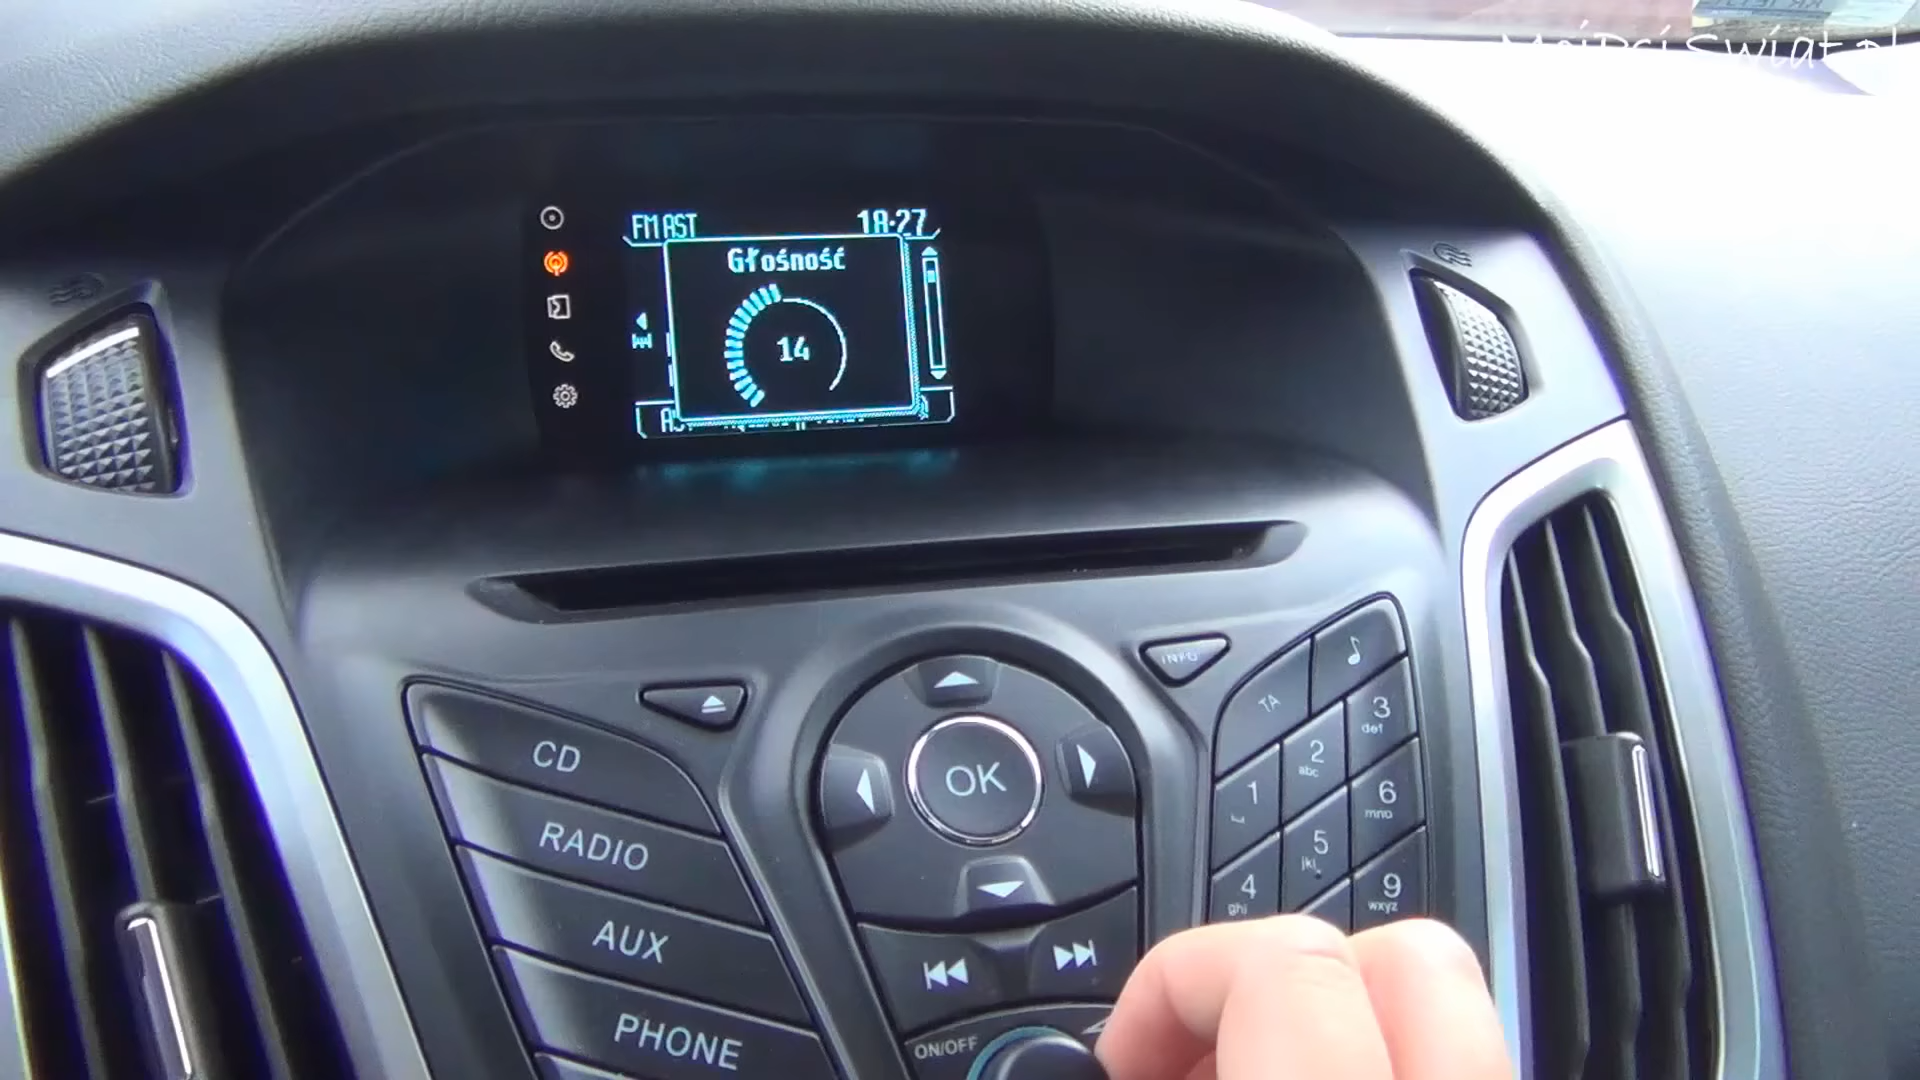 FM AST 18:27
Głośność
14
INFO
TA
CD
OK
1 2 abc 3 def
RADIO
4 ghi 5 jkl 6 mno
AUX
9 wxyz
PHONE
ON/OFF